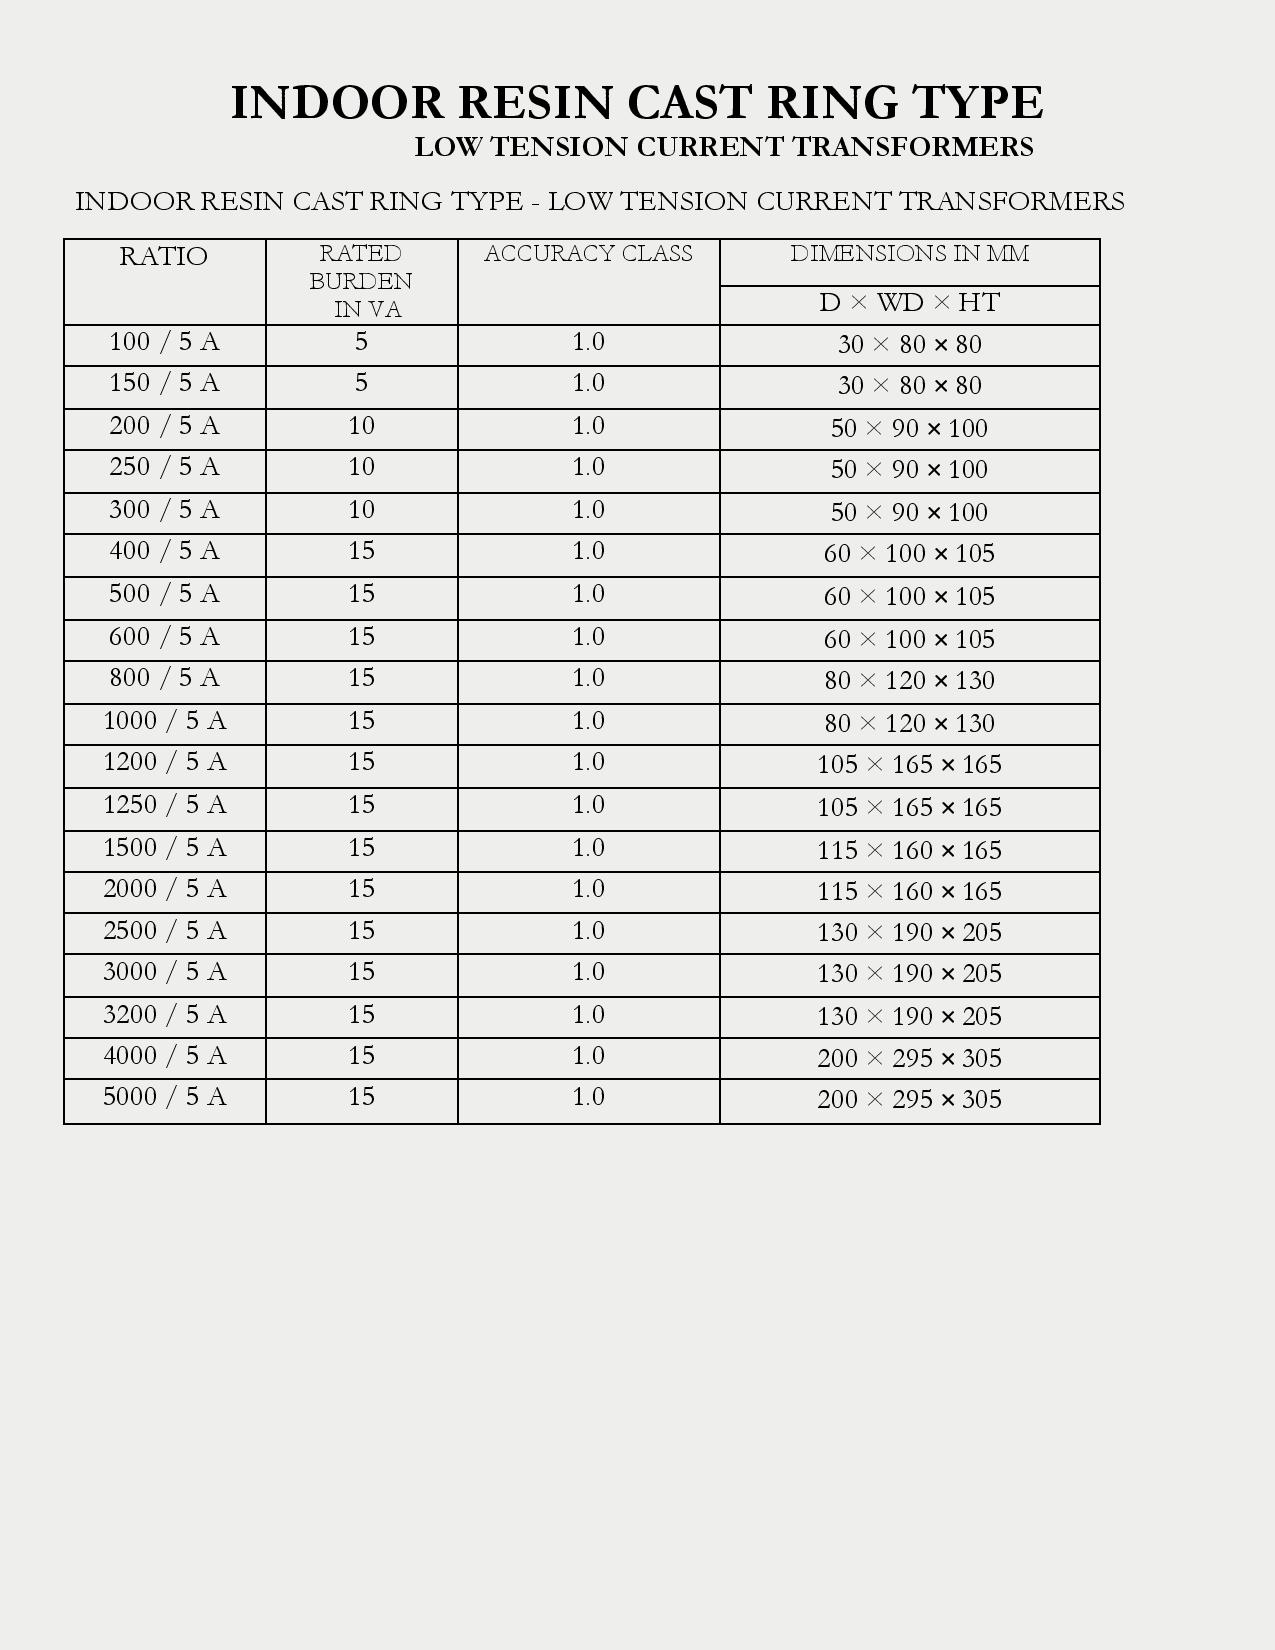 INDOOR RESIN CAST RING TYPE
LOW TENSION CURRENT TRANSFORMERS
INDOOR RESIN CAST RING TYPE - LOW TENSION CURRENT TRANSFORMERS
RATIO RATED BURDEN IN VA ACCURACY CLASS DIMENSIONS IN MM
D × WD × HT
100 / 5 A 5 1.0 30 × 80 × 80
150 / 5 A 5 1.0 30 × 80 × 80
200 / 5 A 10 1.0 50 × 90 × 100
250 / 5 A 10 1.0 50 × 90 × 100
300 / 5 A 10 1.0 50 × 90 × 100
400 / 5 A 15 1.0 60 × 100 × 105
500 / 5 A 15 1.0 60 × 100 × 105
600 / 5 A 15 1.0 60 × 100 × 105
800 / 5 A 15 1.0 80 × 120 × 130
1000 / 5 A 15 1.0 80 × 120 × 130
1200 / 5 A 15 1.0 105 × 165 × 165
1250 / 5 A 15 1.0 105 × 165 × 165
1500 / 5 A 15 1.0 115 × 160 × 165
2000 / 5 A 15 1.0 115 × 160 × 165
2500 / 5 A 15 1.0 130 × 190 × 205
3000 / 5 A 15 1.0 130 × 190 × 205
3200 / 5 A 15 1.0 130 × 190 × 205
4000 / 5 A 15 1.0 200 × 295 × 305
5000 / 5 A 15 1.0 200 × 295 × 305